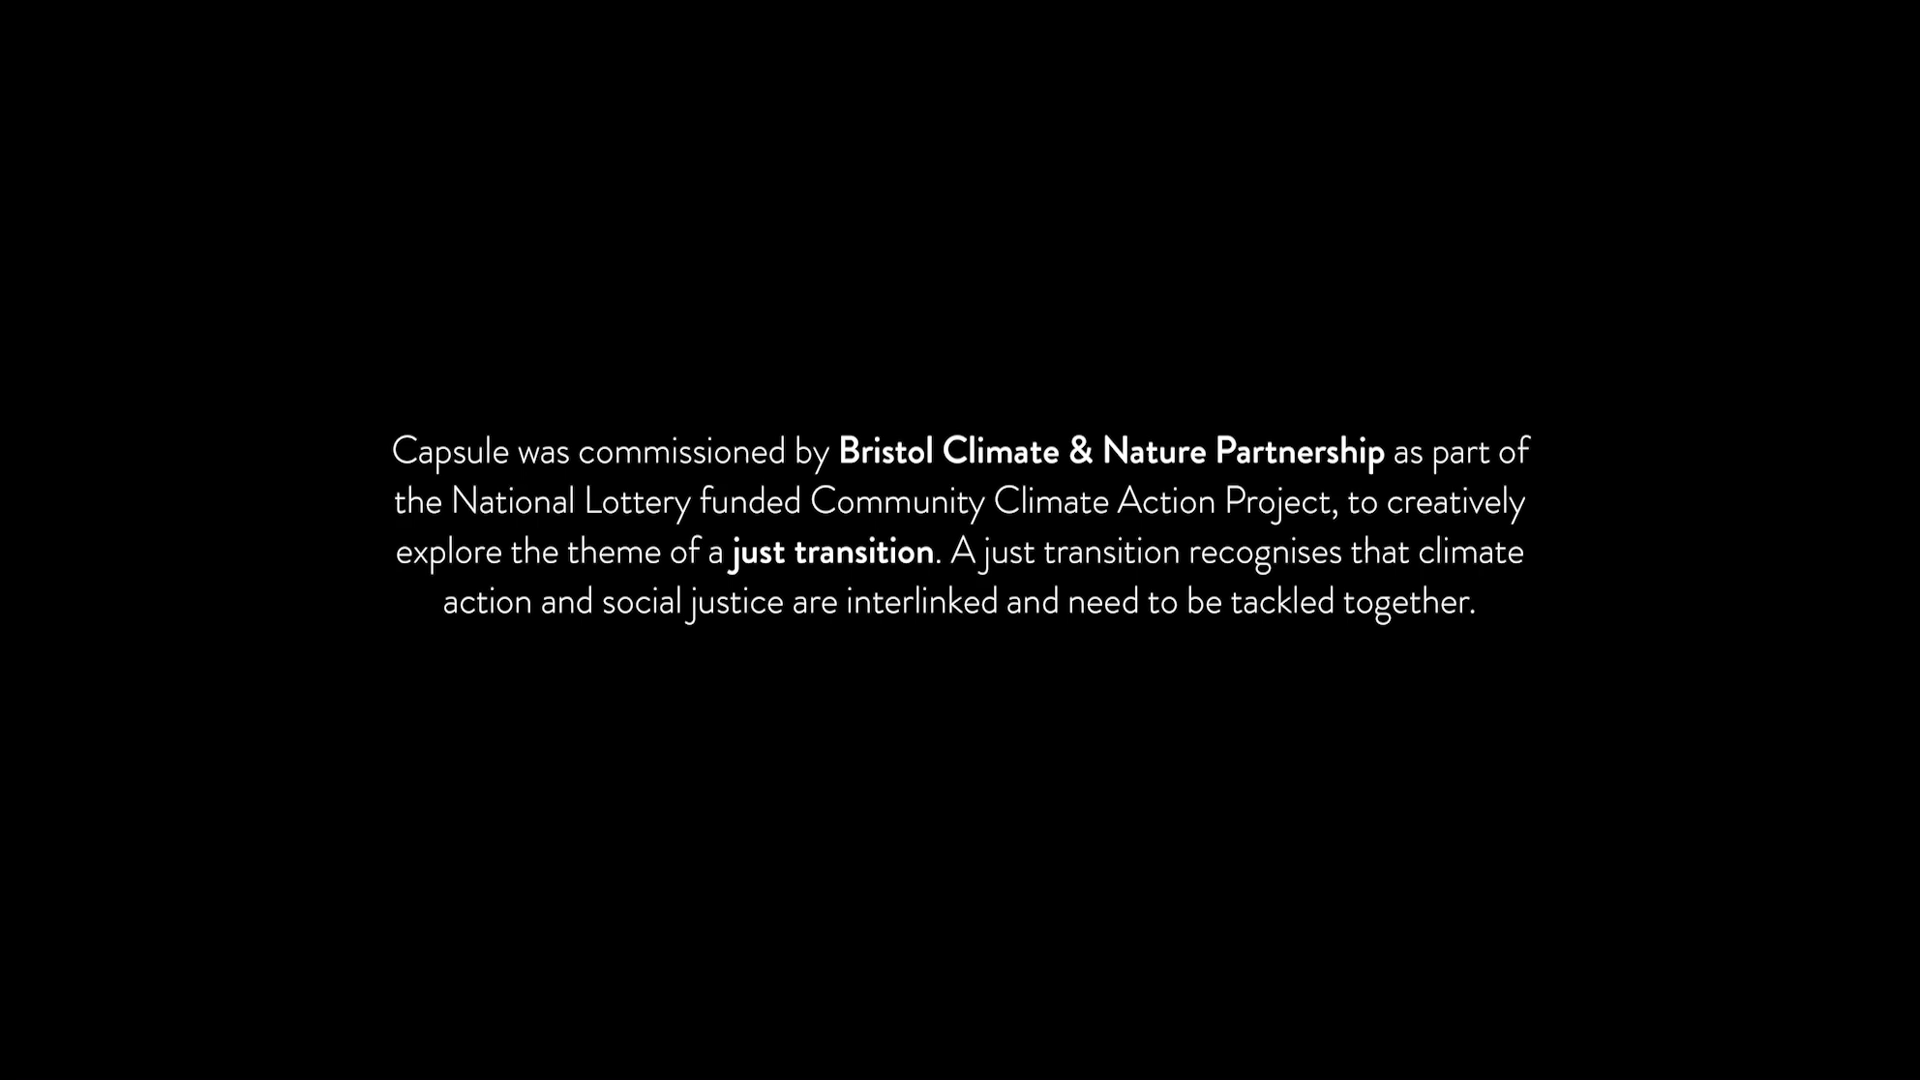 Capsule was commissioned by Bristol Climate & Nature Partnership as part of
the National Lottery funded Community Climate Action Project, to creatively
explore the theme of a just transition. A just transition recognises that climate
action and social justice are interlinked and need to be tackled together.